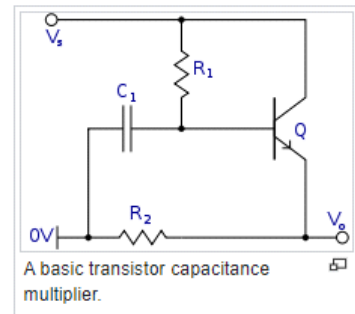 Vs
R1
C1
Q
R2
Vo
0V
A basic transistor capacitance
multiplier.